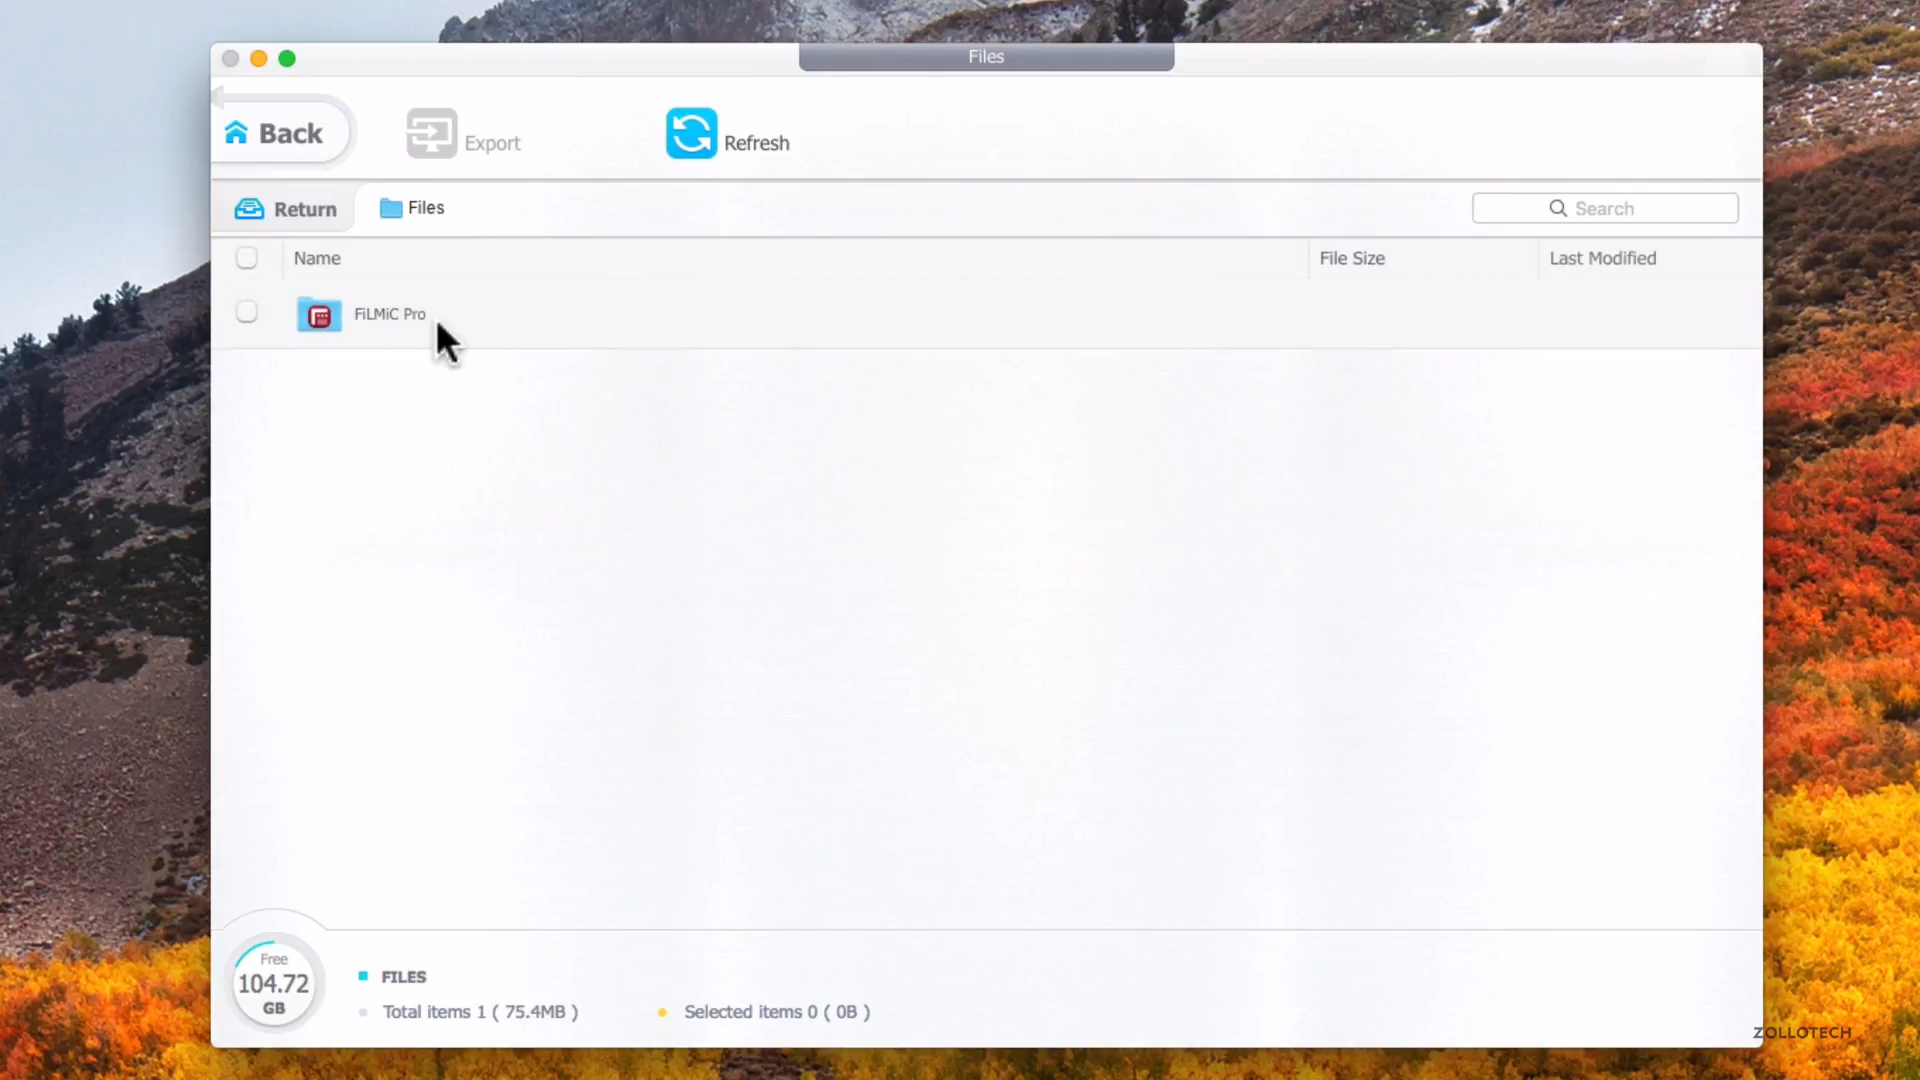 Files
Back
Export
Refresh
Return
Files
Search
Name
File Size
Last Modified
FiLMiC Pro
Free
104.72
GB
FILES
Total items 1 ( 75.4MB )
Selected items 0 ( 0B )
ZOLLOTECH